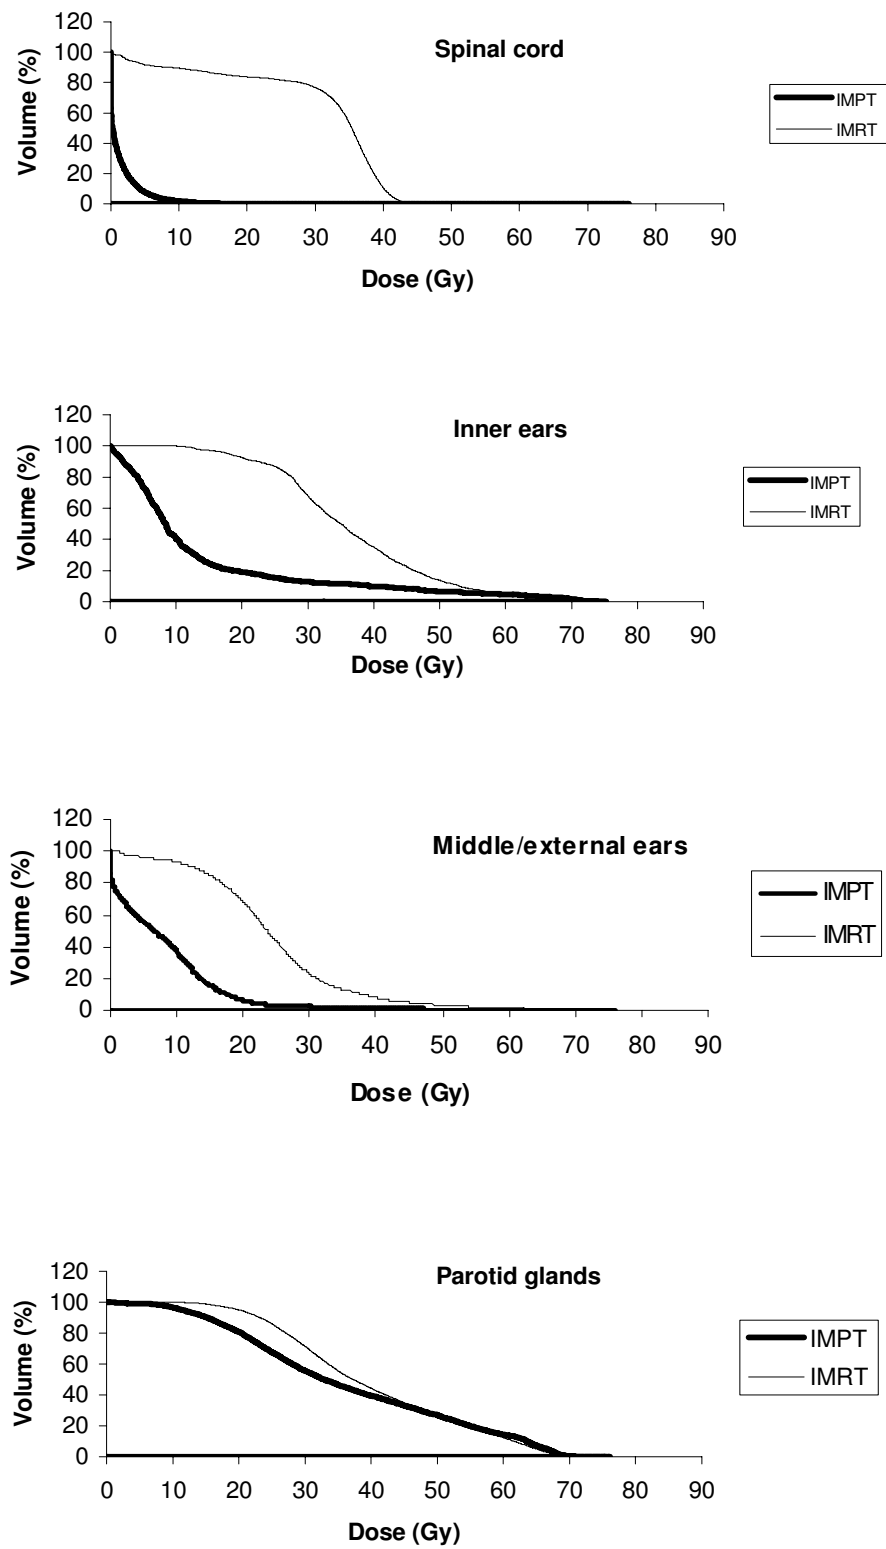 Spinal cord
Volume (%)
120
100
80
60
40
20
0
0 10 20 30 40 50 60 70 80 90
Dose (Gy)
IMPT
IMRT
Inner ears
Volume (%)
120
100
80
60
40
20
0
0 10 20 30 40 50 60 70 80 90
Dose (Gy)
IMPT
IMRT
Middle/external ears
Volume (%)
120
100
80
60
40
20
0
0 10 20 30 40 50 60 70 80 90
Dose (Gy)
IMPT
IMRT
Parotid glands
Volume (%)
120
100
80
60
40
20
0
0 10 20 30 40 50 60 70 80 90
Dose (Gy)
IMPT
IMRT